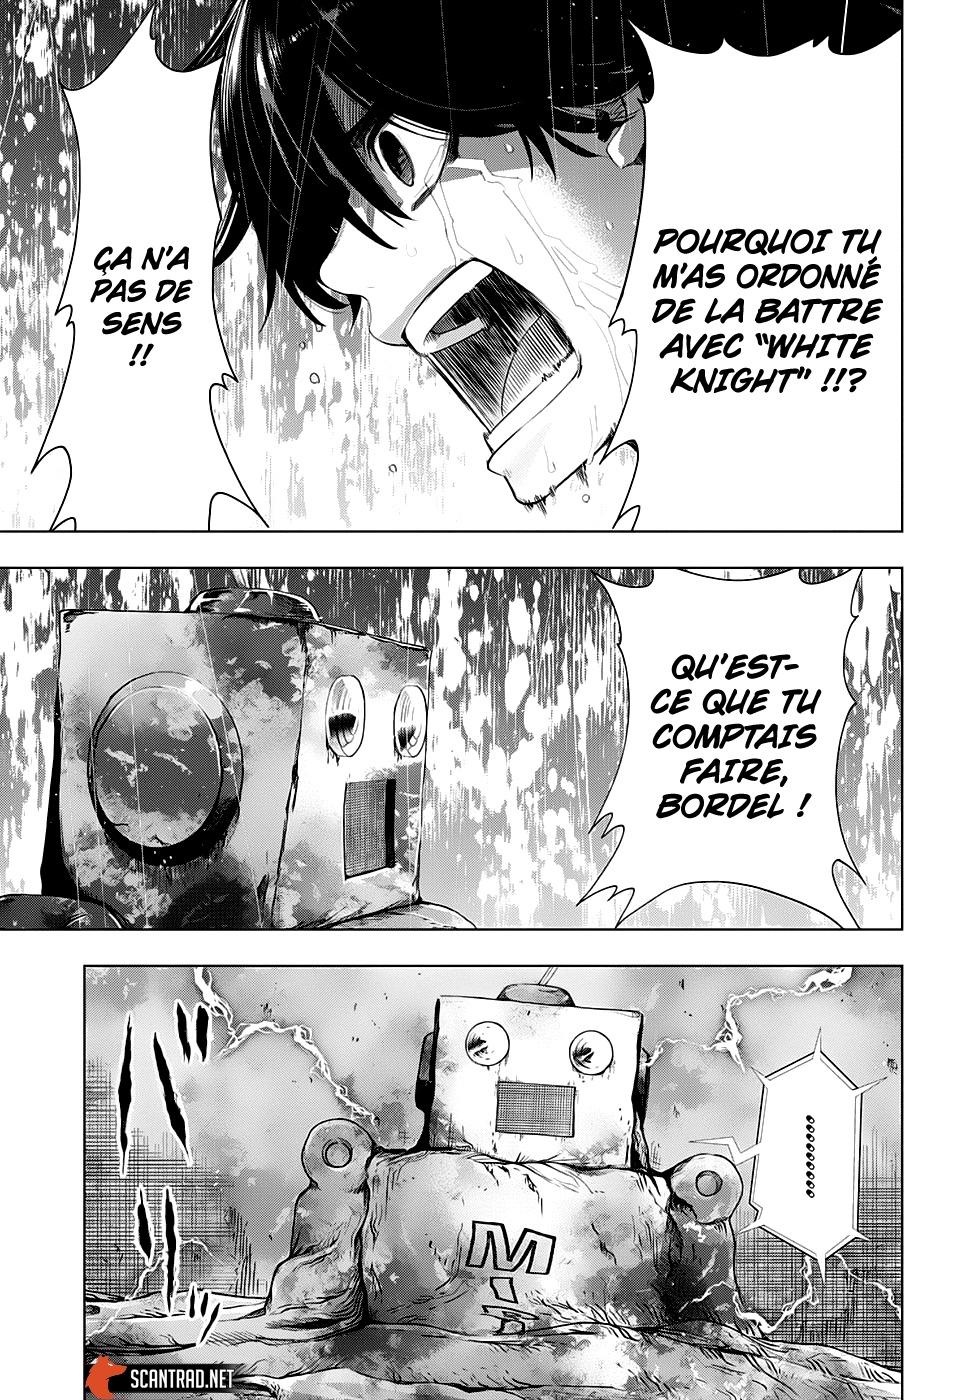 POURQUOI TU
M'AS ORDONNÉ
DE LA BATTRE
AVEC "WHITE
KNIGHT" !!?
ÇA N'A
PAS DE
SENS
!!
QU'EST-
CE QUE TU
COMPTAIS
FAIRE,
BORDEL !
..........
M
SCANTRAD.NET